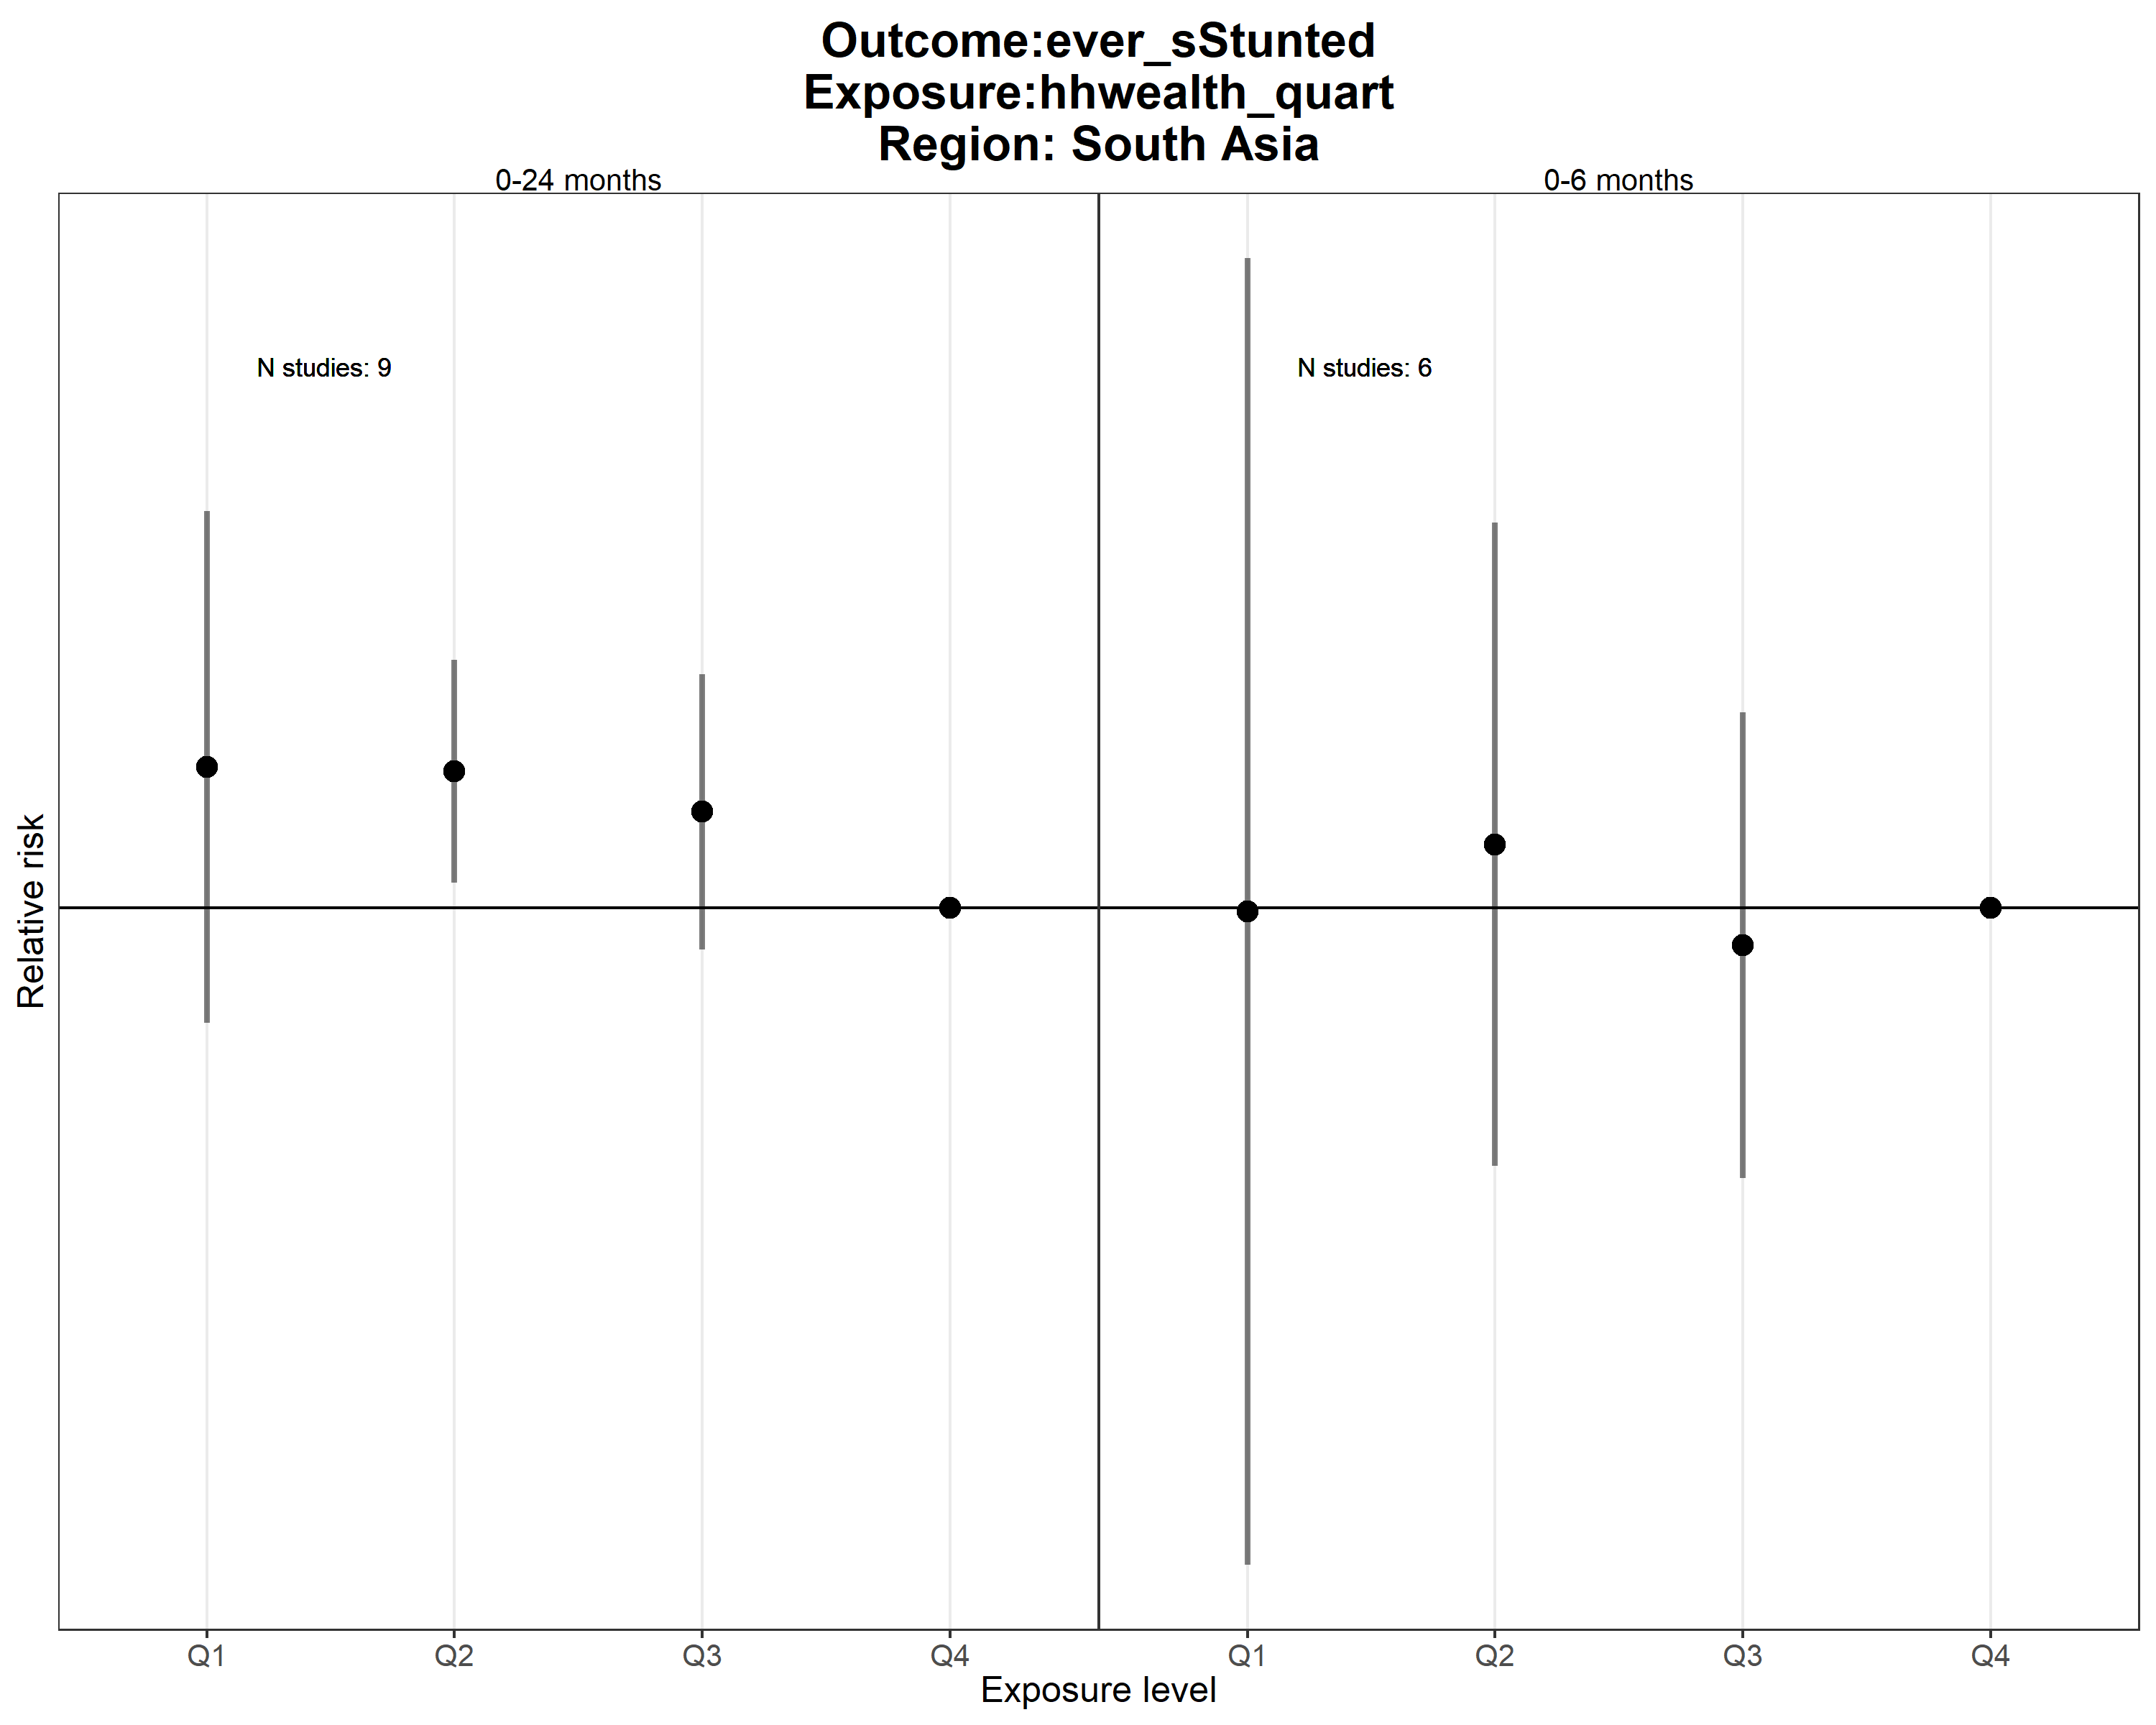 Outcome:ever_sStunted
Exposure:hhwealth_quart
Region: South Asia
0-24 months
0-6 months
N studies: 9
N studies: 6
Relative risk
Q1 Q2 Q3 Q4 Q1 Q2 Q3 Q4
Exposure level